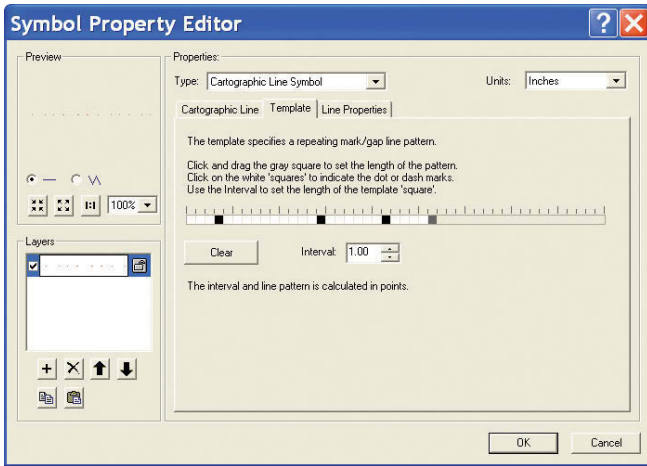 Symbol Property Editor
Preview
100%
Layers
Properties:
Type: Cartographic Line Symbol
Units: Inches
Cartographic Line Template Line Properties
The template specifies a repeating mark/gap line pattern.
Click and drag the gray square to set the length of the pattern.
Click on the white 'squares' to indicate the dot or dash marks.
Use the Interval to set the length of the template 'square'.
Clear
Interval: 1.00
The interval and line pattern is calculated in points.
OK Cancel